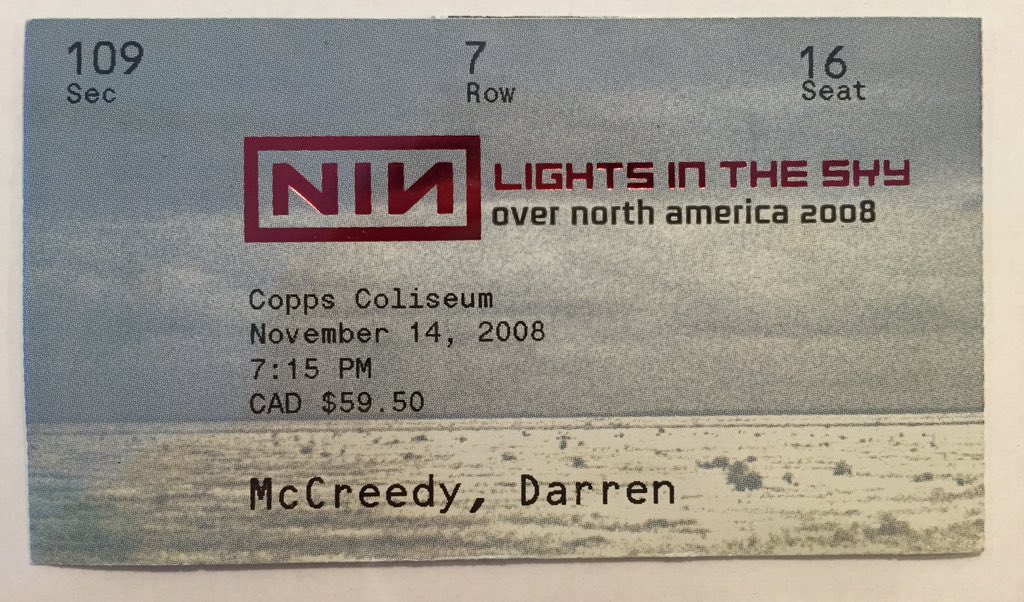 109 7 16
Sec Row Seat
NIN LIGHTS IN THE SKY
over north america 2008
Copps Coliseum
November 14, 2008
7:15 PM
CAD $59.50
McCreedy, Darren